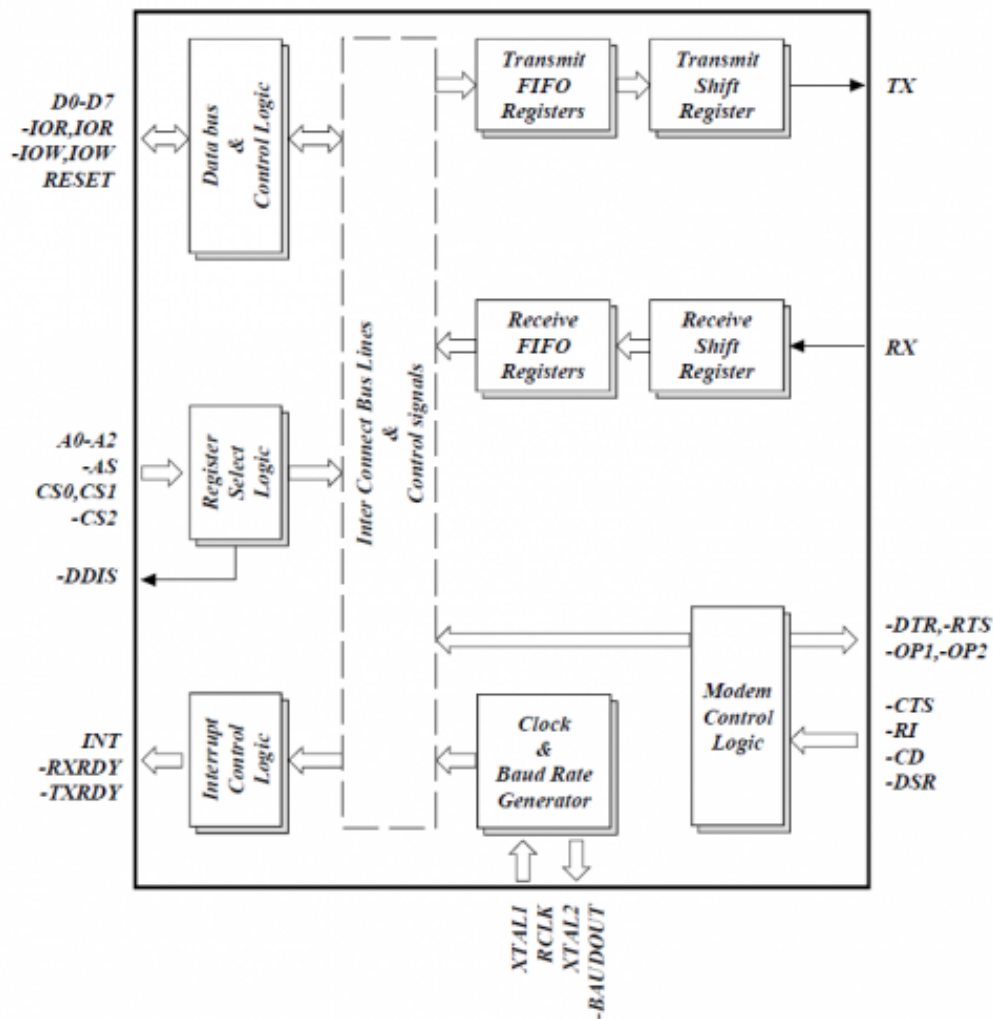 D0-D7
-IOR,IOR
-IOW,IOW
RESET
Data bus
&
Control Logic
A0-A2
-AS
CS0,CS1
-CS2
Register
Select
Logic
-DDIS
INT
-RXRDY
-TXRDY
Interrupt
Control
Logic
Inter Connect Bus Lines
&
Control signals
Transmit
FIFO
Registers
Transmit
Shift
Register
TX
Receive
FIFO
Registers
Receive
Shift
Register
RX
Clock
&
Baud Rate
Generator
Modem
Control
Logic
-DTR,-RTS
-OP1,-OP2
-CTS
-RI
-CD
-DSR
XTAL1
RCLK
XTAL2
-BAUDOUT